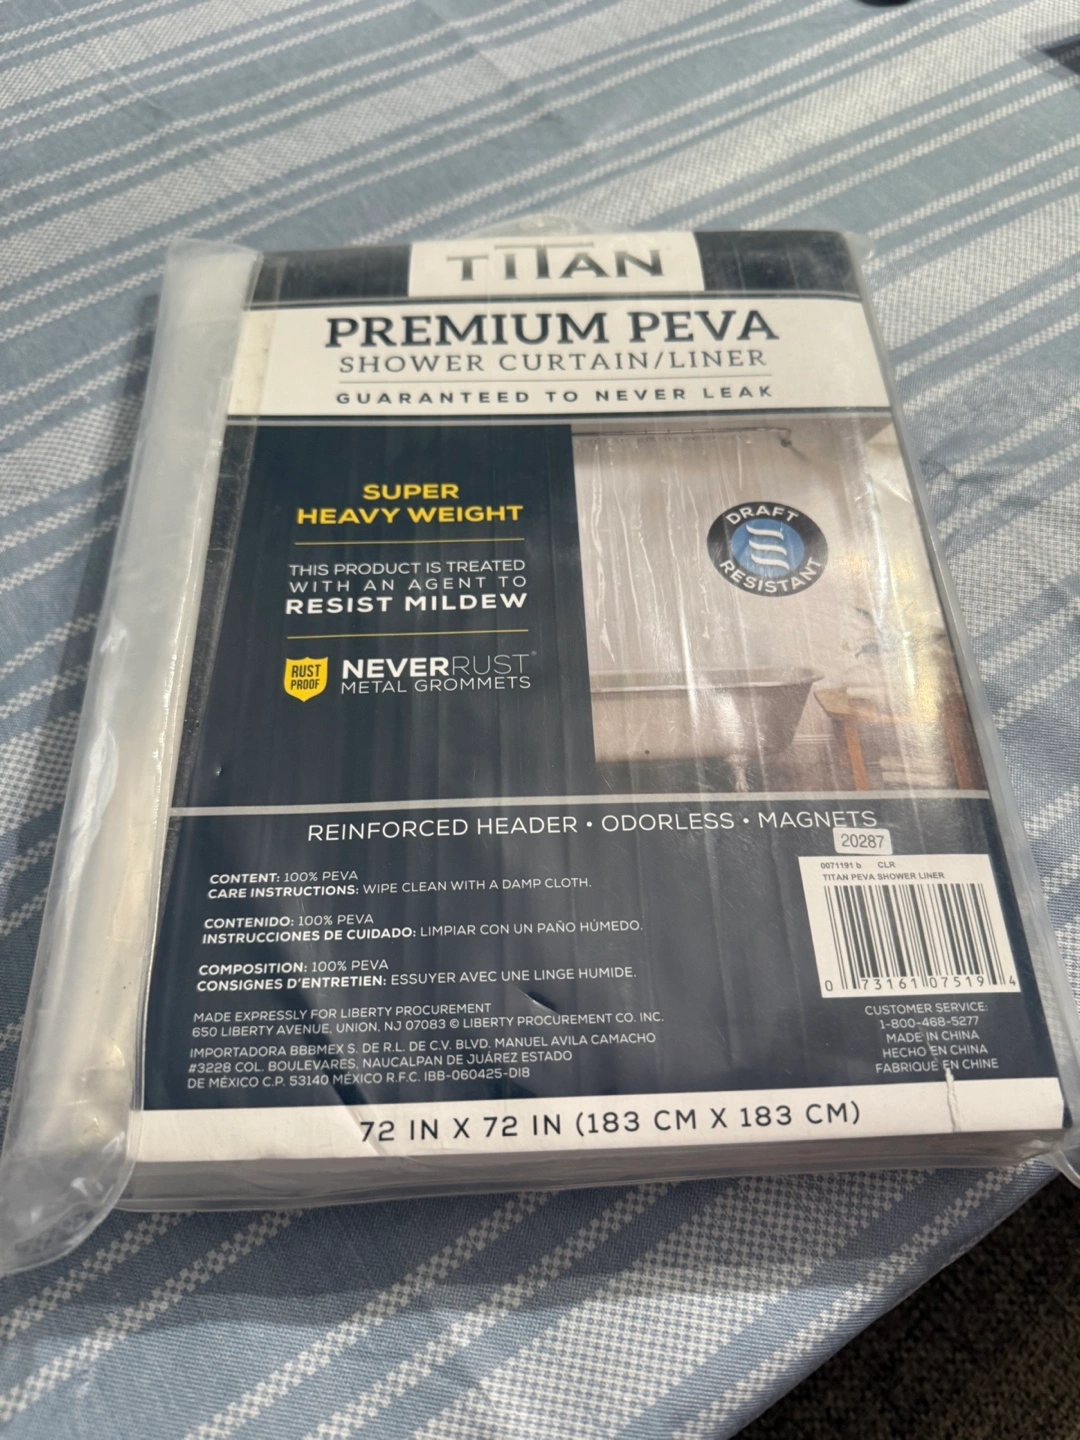 TITAN
PREMIUM PEVA
SHOWER CURTAIN/LINER
GUARANTEED TO NEVER LEAK
SUPER
HEAVY WEIGHT
THIS PRODUCT IS TREATED
WITH AN AGENT TO
RESIST MILDEW
RUST
PROOF
NEVERRUST®
METAL GROMMETS
DRAFT
RESISTANT
REINFORCED HEADER • ODORLESS • MAGNETS
20287
CONTENT: 100% PEVA
CARE INSTRUCTIONS: WIPE CLEAN WITH A DAMP CLOTH.
CONTENIDO: 100% PEVA
INSTRUCCIONES DE CUIDADO: LIMPIAR CON UN PAÑO HÚMEDO.
COMPOSITION: 100% PEVA
CONSIGNES D'ENTRETIEN: ESSUYER AVEC UNE LINGE HUMIDE.
MADE EXPRESSLY FOR LIBERTY PROCUREMENT
650 LIBERTY AVENUE, UNION, NJ 07083 © LIBERTY PROCUREMENT CO. INC.
IMPORTADORA BBBMEX S. DE R.L. DE C.V. BLVD. MANUEL AVILA CAMACHO
#3228 COL. BOULEVARES, NAUCALPAN DE JUÁREZ ESTADO
DE MÉXICO C.P. 53140 MÉXICO R.F.C. IBB-060425-DI8
0071191 b CLR
TITAN PEVA SHOWER LINER
0 73161 07519 4
CUSTOMER SERVICE:
1-800-468-5277
MADE IN CHINA
HECHO EN CHINA
FABRIQUÉ EN CHINE
72 IN X 72 IN (183 CM X 183 CM)